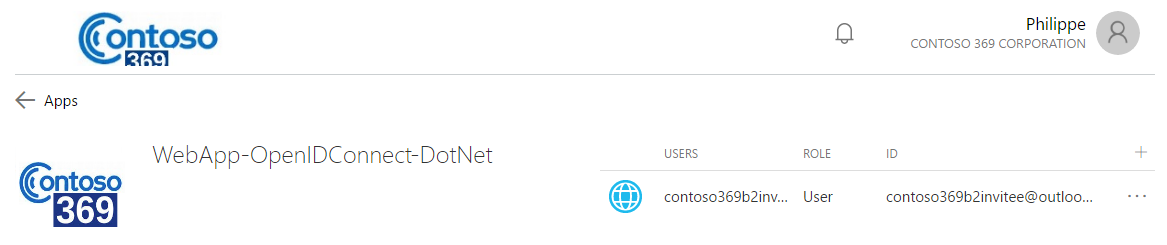 Contoso
369
Philippe
CONTOSO 369 CORPORATION
Apps
WebApp-OpenIDConnect-DotNet
USERS ROLE ID
Contoso
369
contoso369b2inv... User contoso369b2invitee@outloo...